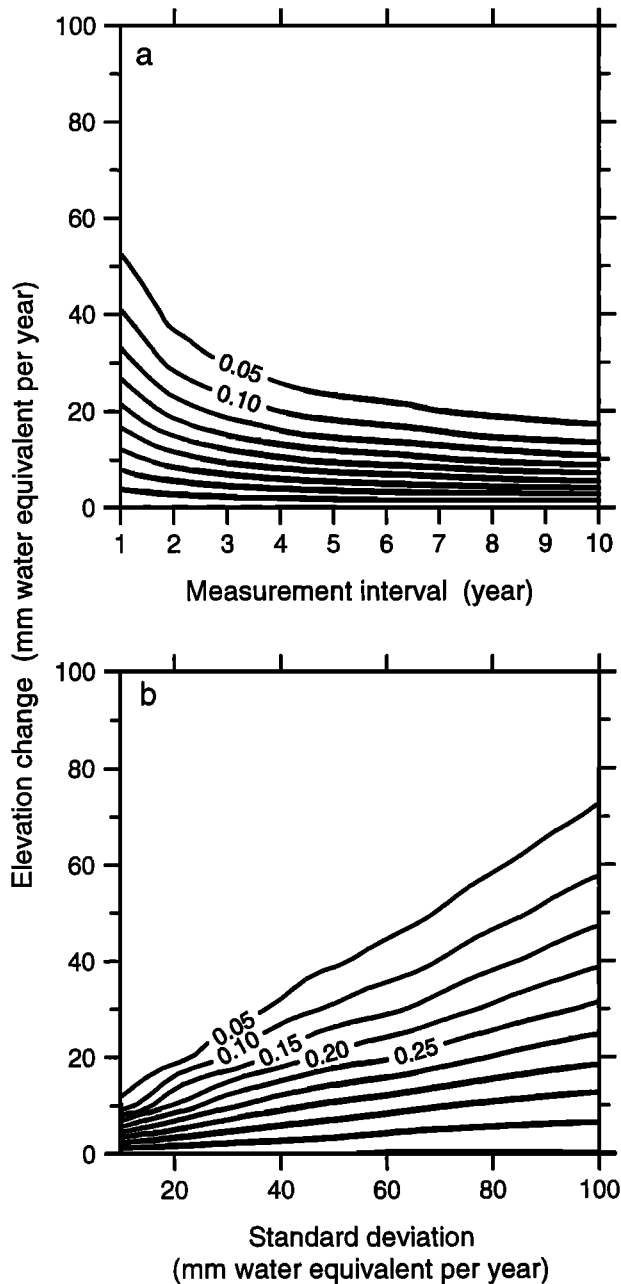 Elevation change (mm water equivalent per year)
a
100
80
60
40
20
0
0.05
0.10
1 2 3 4 5 6 7 8 9 10
Measurement interval (year)
b
100
80
60
40
20
0
0.05
0.10
0.15
0.20
0.25
20 40 60 80 100
Standard deviation
(mm water equivalent per year)